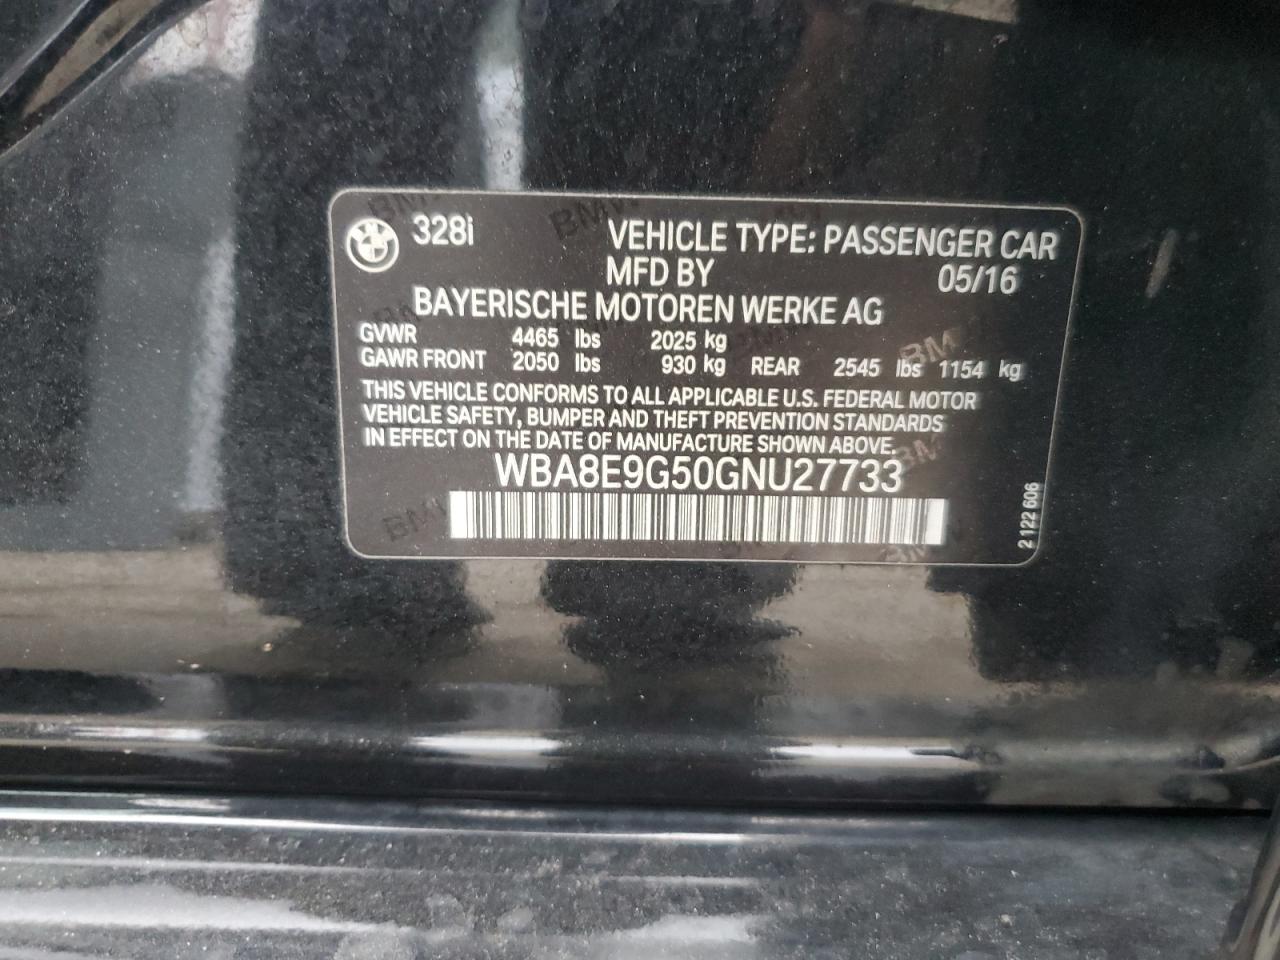 328i VEHICLE TYPE: PASSENGER CAR
MFD BY 05/16
BAYERISCHE MOTOREN WERKE AG
GVWR 4465 lbs 2025 kg
GAWR FRONT 2050 lbs 930 kg REAR 2545 lbs 1154 kg
THIS VEHICLE CONFORMS TO ALL APPLICABLE U.S. FEDERAL MOTOR
VEHICLE SAFETY, BUMPER AND THEFT PREVENTION STANDARDS
IN EFFECT ON THE DATE OF MANUFACTURE SHOWN ABOVE.
WBA8E9G50GNU27733
2 122 606